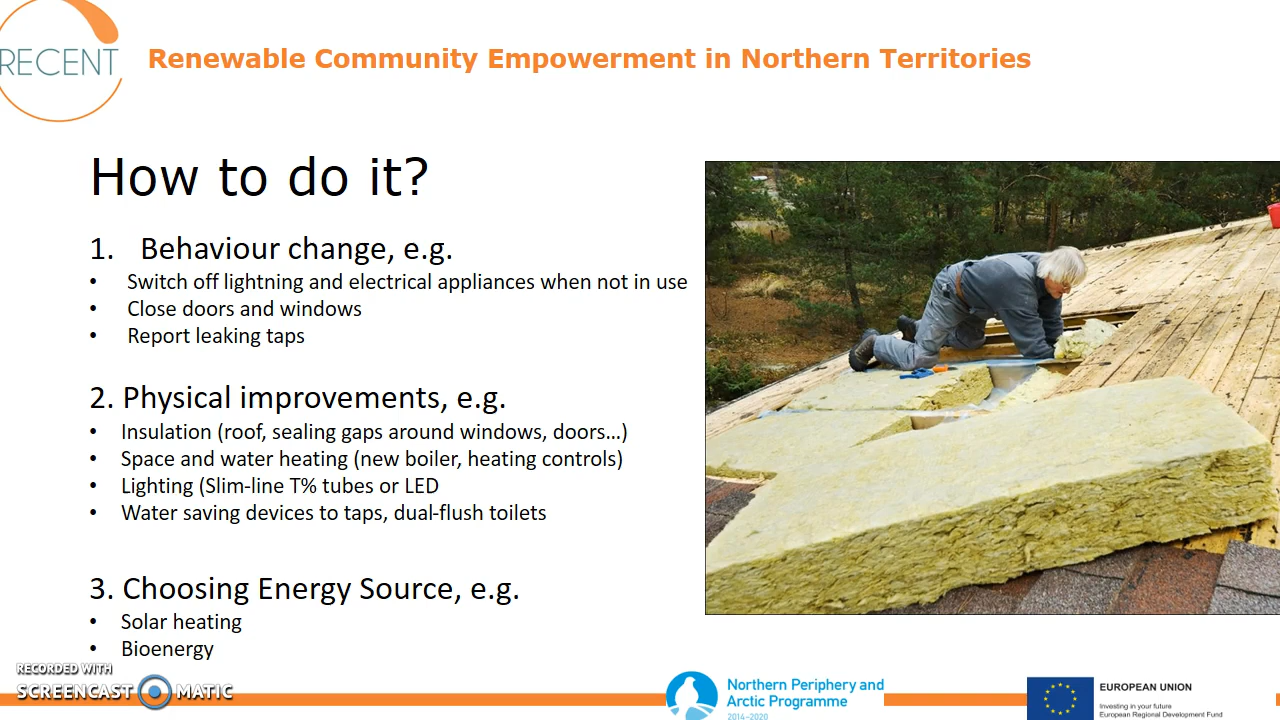 RECENT
Renewable Community Empowerment in Northern Territories
How to do it?
1. Behaviour change, e.g.
• Switch off lightning and electrical appliances when not in use
• Close doors and windows
• Report leaking taps
2. Physical improvements, e.g.
• Insulation (roof, sealing gaps around windows, doors…)
• Space and water heating (new boiler, heating controls)
• Lighting (Slim-line T% tubes or LED
• Water saving devices to taps, dual-flush toilets
3. Choosing Energy Source, e.g.
• Solar heating
• Bioenergy
RECORDED WITH
SCREENCAST MATIC
Northern Periphery and
Arctic Programme
2014–2020
EUROPEAN UNION
Investing in your future
European Regional Development Fund